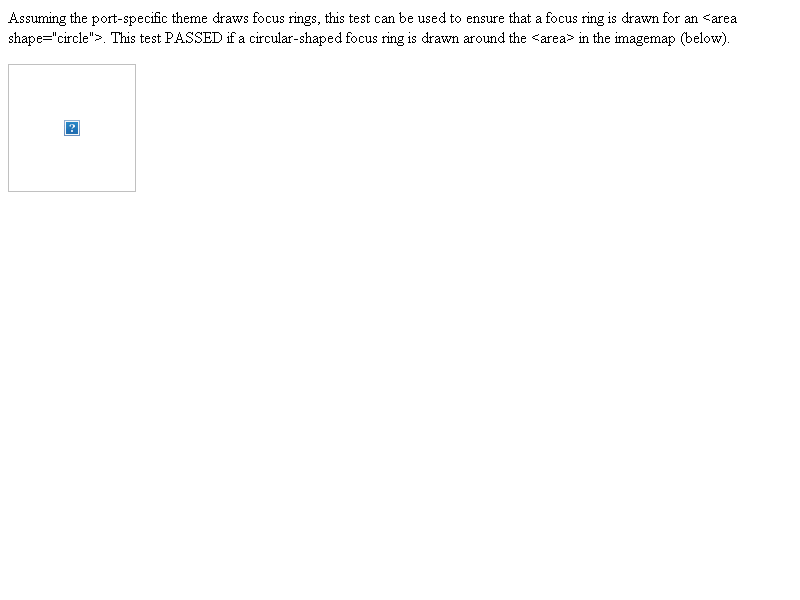 Assuming the port-specific theme draws focus rings, this test can be used to ensure that a focus ring is drawn for an <area
shape="circle">. This test PASSED if a circular-shaped focus ring is drawn around the <area> in the imagemap (below).
?